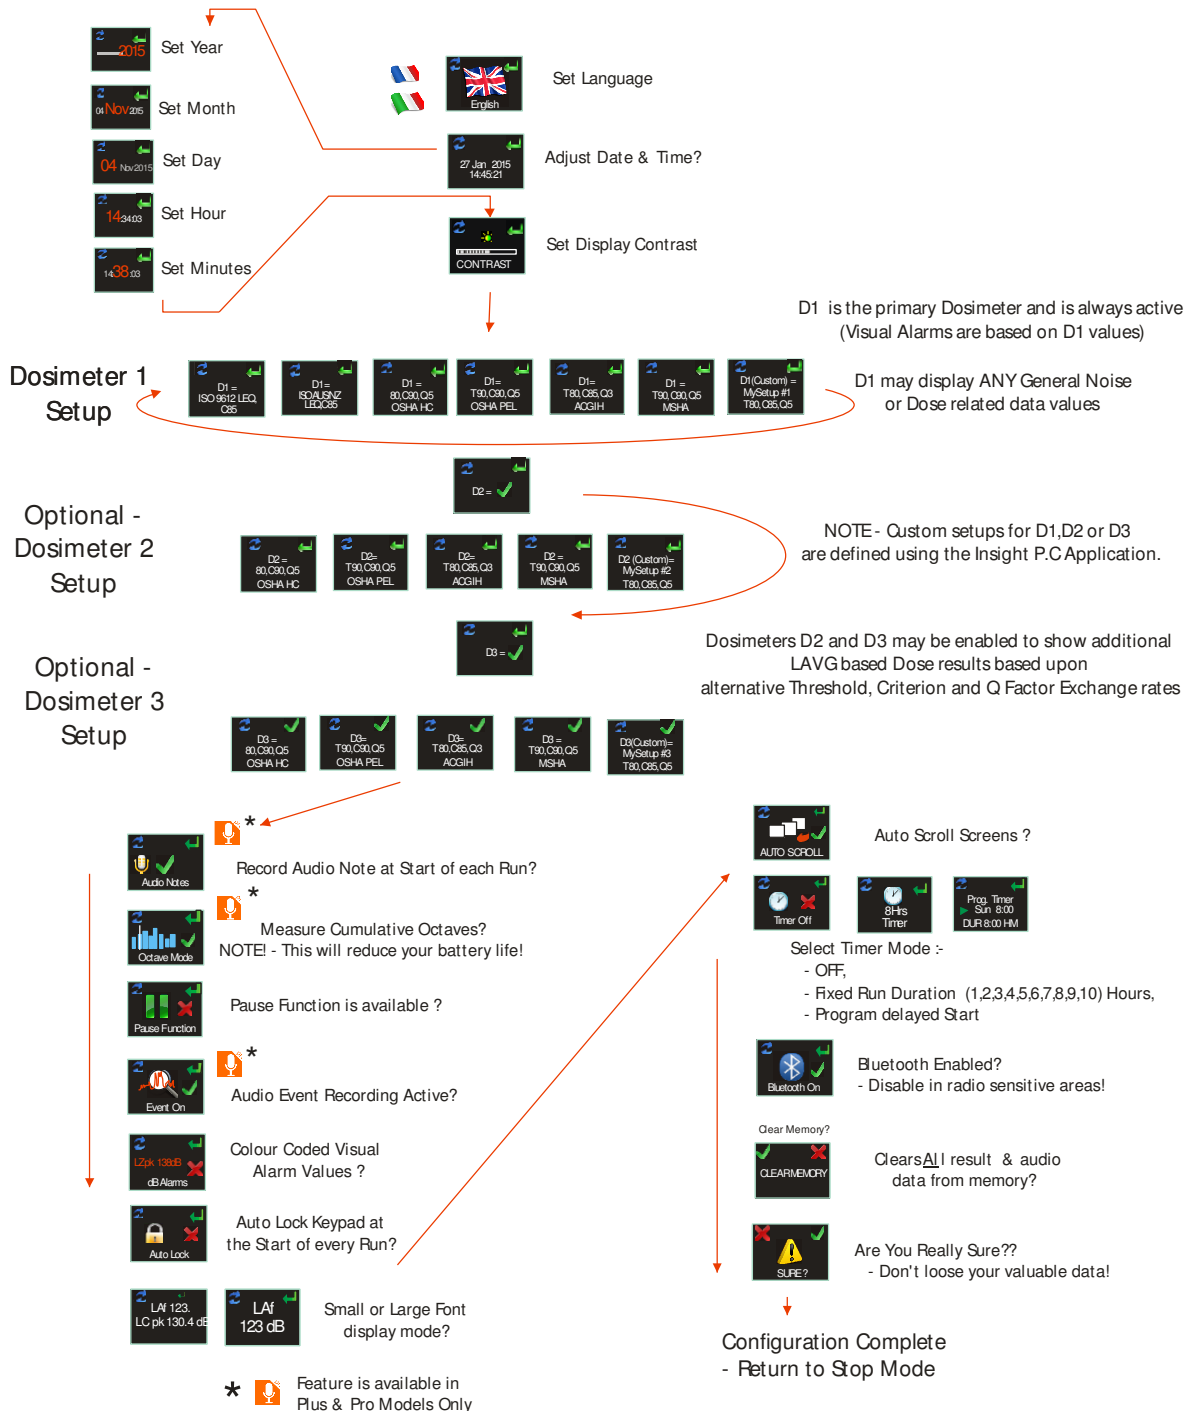 2015
Set Year
04 Nov 2015
Set Month
04 Nov 2015
Set Day
14:34:03
Set Hour
14:38:03
Set Minutes
English
Set Language
27 Jan 2015
14:45:21
Adjust Date & Time?
CONTRAST
Set Display Contrast
D1 is the primary Dosimeter and is always active
(Visual Alarms are based on D1 values)
Dosimeter 1
Setup
D1 =
ISO 9612 LEQ,
C85
D1=
ISO AUS/NZ
LEQ,C85
D1 =
80,C90,Q5
OSHA HC
D1=
T90,C90,Q5
OSHA PEL
D1=
T80,C85,Q3
ACGIH
D1 =
T90,C90,Q5
MSHA
D1(Custom) =
MySetup #1
T80,C85,Q5
D1 may display ANY General Noise
or Dose related data values
D2 =
Optional -
Dosimeter 2
Setup
D2 =
80,C90,Q5
OSHA HC
D2=
T90,C90,Q5
OSHA PEL
D2=
T80,C85,Q3
ACGIH
D2 =
T90,C90,Q5
MSHA
D2 (Custom)=
MySetup #2
T80,C85,Q5
NOTE - Custom setups for D1,D2 or D3
are defined using the Insight P.C Application.
D3 =
Dosimeters D2 and D3 may be enabled to show additional
LAVG based Dose results based upon
alternative Threshold, Criterion and Q Factor Exchange rates
Optional -
Dosimeter 3
Setup
D3 =
80,C90,Q5
OSHA HC
D3=
T90,C90,Q5
OSHA PEL
D3=
T80,C85,Q3
ACGIH
D3=
T90,C90,Q5
MSHA
D3(Custom)=
MySetup #3
T80,C85,Q5
*
Audio Notes
Record Audio Note at Start of each Run?
*
Octave Mode
Measure Cumulative Octaves?
NOTE! - This will reduce your battery life!
Pause Function
Pause Function is available ?
*
Event On
Audio Event Recording Active?
LZpk 138dB
dB Alarms
Colour Coded Visual
Alarm Values ?
Auto Lock
Auto Lock Keypad at
the Start of every Run?
LAf 123.
LC pk 130.4 dB
LAf
123 dB
Small or Large Font
display mode?
* Feature is available in
Plus & Pro Models Only
AUTO SCROLL
Auto Scroll Screens ?
Timer Off
8Hrs
Timer
Prog. Timer
Sun 8:00
DUR 8:00 HM
Select Timer Mode :-
- OFF,
- Fixed Run Duration (1,2,3,4,5,6,7,8,9,10) Hours,
- Program delayed Start
Bluetooth On
Bluetooth Enabled?
- Disable in radio sensitive areas!
Clear Memory?
CLEAR MEMORY
Clears All result & audio
data from memory?
SURE ?
Are You Really Sure??
- Don't loose your valuable data!
Configuration Complete
- Return to Stop Mode